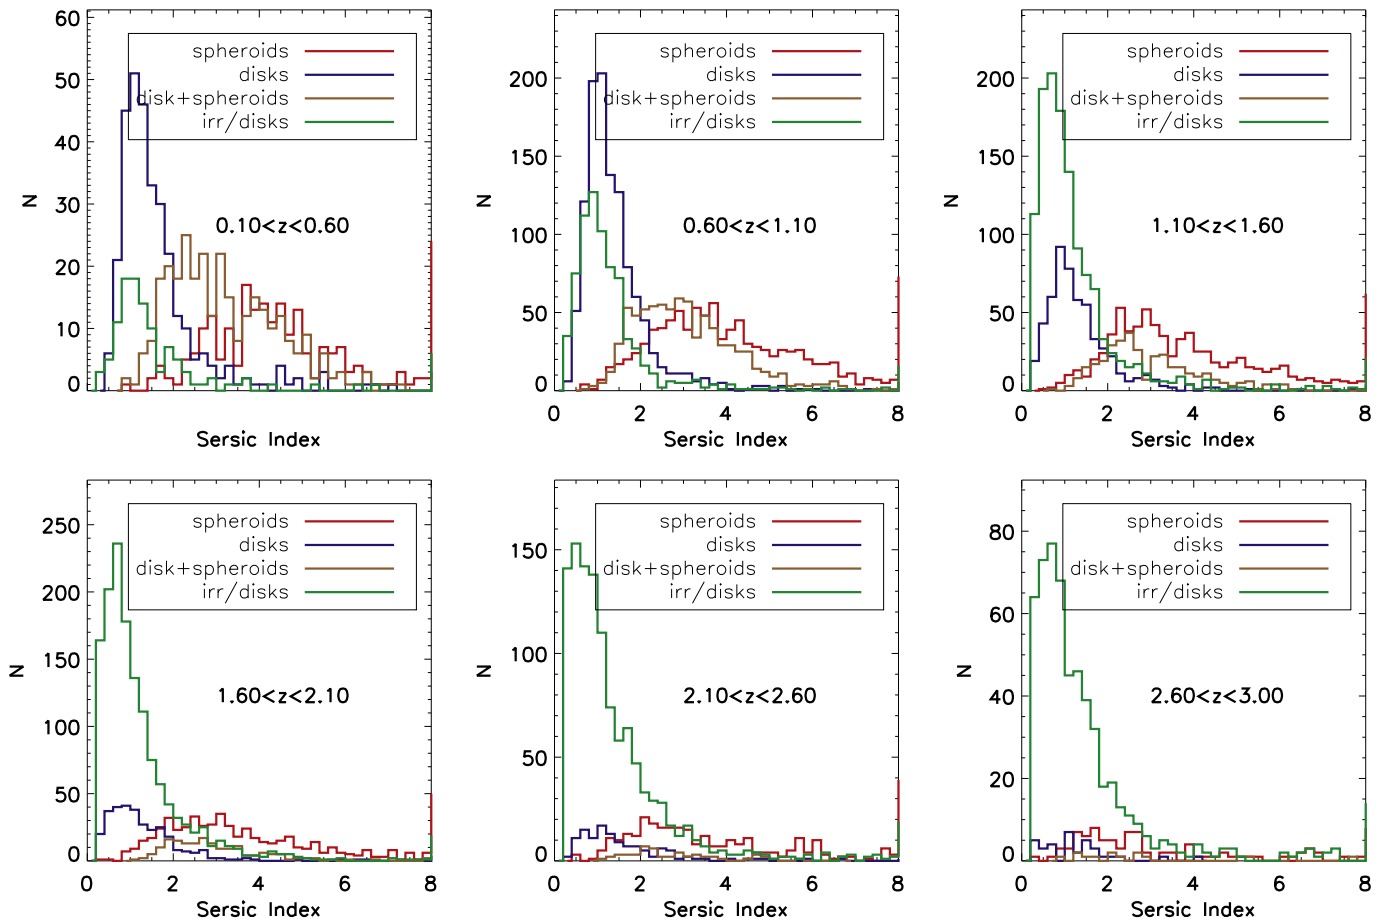 60
50
40
30
20
10
0
N
spheroids
disks
disk+spheroids
irr/disks
0.10<z<0.60
0 2 4 6 8
Sersic Index
200
150
100
50
0
N
spheroids
disks
disk+spheroids
irr/disks
0.60<z<1.10
0 2 4 6 8
Sersic Index
200
150
100
50
0
N
spheroids
disks
disk+spheroids
irr/disks
1.10<z<1.60
0 2 4 6 8
Sersic Index
250
200
150
100
50
0
N
spheroids
disks
disk+spheroids
irr/disks
1.60<z<2.10
0 2 4 6 8
Sersic Index
150
100
50
0
N
spheroids
disks
disk+spheroids
irr/disks
2.10<z<2.60
0 2 4 6 8
Sersic Index
80
60
40
20
0
N
spheroids
disks
disk+spheroids
irr/disks
2.60<z<3.00
0 2 4 6 8
Sersic Index